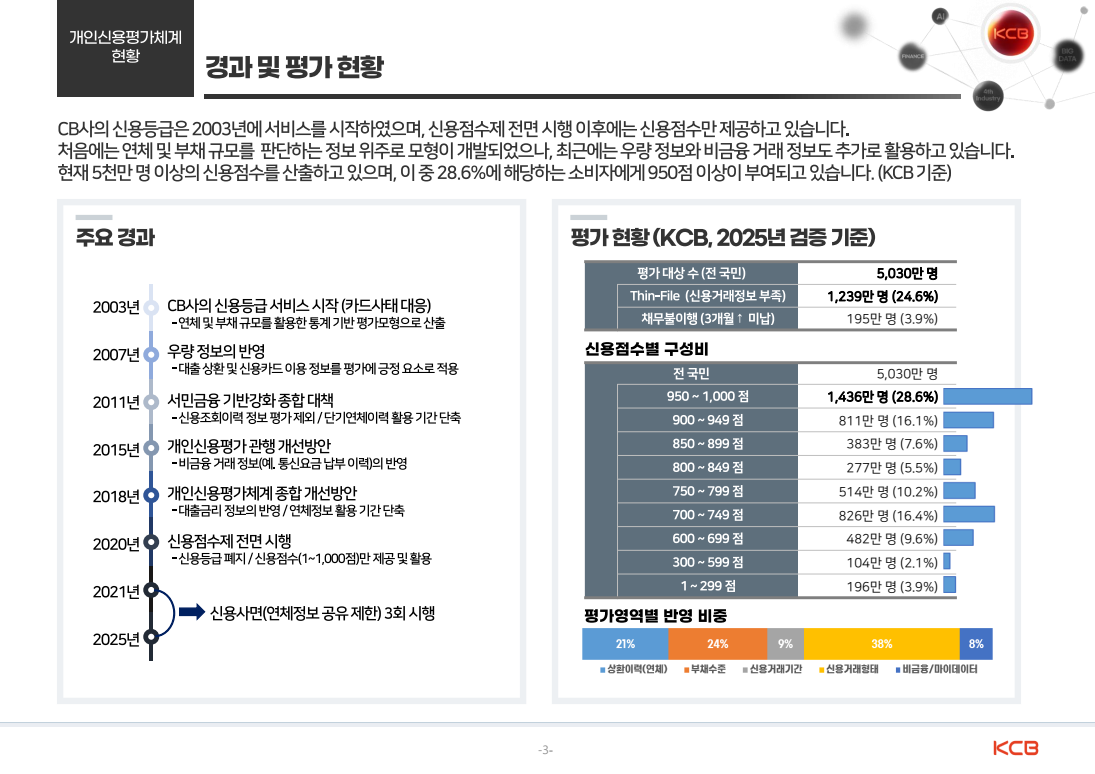 개인신용평가체계
현황
경과 및 평가 현황
AI
KCB
FINANCE
BIG
DATA
4th
Industry
CB사의 신용등급은 2003년에 서비스를 시작하였으며, 신용점수제 전면 시행 이후에는 신용점수만 제공하고 있습니다.
처음에는 연체 및 부채 규모를 판단하는 정보 위주로 모형이 개발되었으나, 최근에는 우량 정보와 비금융 거래 정보도 추가로 활용하고 있습니다.
현재 5천만 명 이상의 신용점수를 산출하고 있으며, 이 중 28.6%에 해당하는 소비자에게 950점 이상이 부여되고 있습니다. (KCB 기준)
주요 경과
2003년 CB사의 신용등급 서비스 시작 (카드사태 대응)
- 연체 및 부채 규모를 활용한 통계 기반 평가모형으로 산출
2007년 우량 정보의 반영
- 대출 상환 및 신용카드 이용 정보를 평가에 긍정 요소로 적용
2011년 서민금융 기반강화 종합 대책
- 신용조회이력 정보 평가 제외 / 단기연체이력 활용 기간 단축
2015년 개인신용평가 관행 개선방안
- 비금융 거래 정보(예. 통신요금 납부 이력)의 반영
2018년 개인신용평가체계 종합 개선방안
- 대출금리 정보의 반영 / 연체정보 활용 기간 단축
2020년 신용점수제 전면 시행
- 신용등급 폐지 / 신용점수(1~1,000점)만 제공 및 활용
2021년
신용사면(연체정보 공유 제한) 3회 시행
2025년
평가 현황 (KCB, 2025년 검증 기준)
평가 대상 수 (전 국민) 5,030만 명
Thin-File (신용거래정보 부족) 1,239만 명 (24.6%)
채무불이행 (3개월↑ 미납) 195만 명 (3.9%)
신용점수별 구성비
전 국민 5,030만 명
950 ~ 1,000 점 1,436만 명 (28.6%)
900 ~ 949 점 811만 명 (16.1%)
850 ~ 899 점 383만 명 (7.6%)
800 ~ 849 점 277만 명 (5.5%)
750 ~ 799 점 514만 명 (10.2%)
700 ~ 749 점 826만 명 (16.4%)
600 ~ 699 점 482만 명 (9.6%)
300 ~ 599 점 104만 명 (2.1%)
1 ~ 299 점 196만 명 (3.9%)
평가영역별 반영 비중
21% 24% 9% 38% 8%
상환이력(연체) 부채수준 신용거래기간 신용거래형태 비금융/마이데이터
-3-
KCB